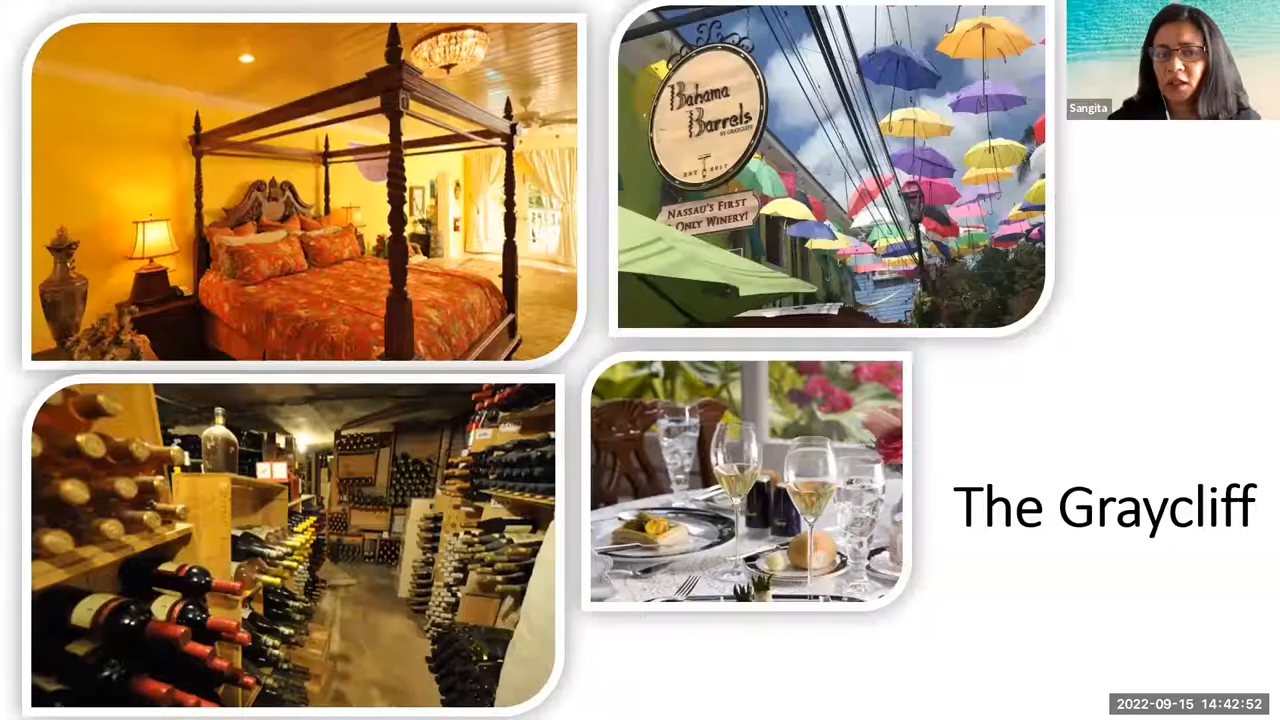 Bahama
Barrels
BY GRAYCLIFF
EST 2017
NASSAU'S FIRST
ONLY WINERY!
Sangita
The Graycliff
2022-09-15 14:42:52